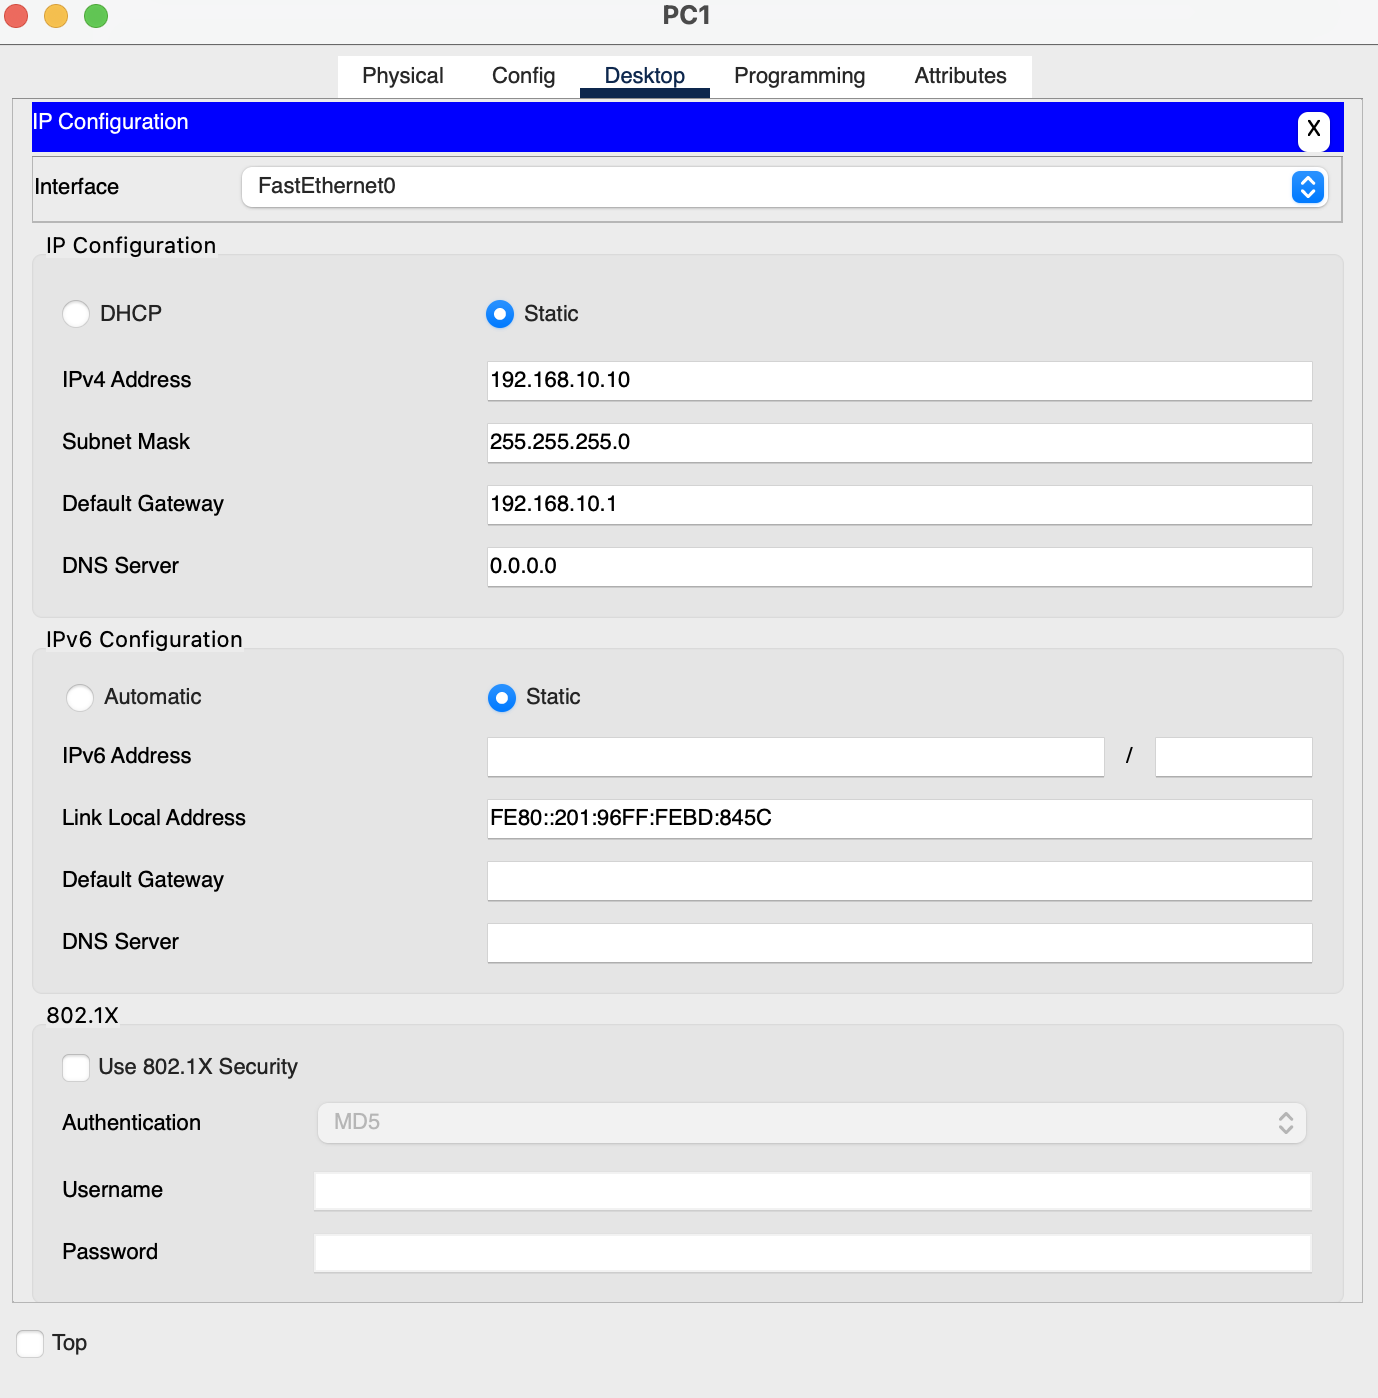 PC1
Physical Config Desktop Programming Attributes
IP Configuration
X
Interface FastEthernet0
IP Configuration
DHCP Static
IPv4 Address 192.168.10.10
Subnet Mask 255.255.255.0
Default Gateway 192.168.10.1
DNS Server 0.0.0.0
IPv6 Configuration
Automatic Static
IPv6 Address /
Link Local Address FE80::201:96FF:FEBD:845C
Default Gateway
DNS Server
802.1X
Use 802.1X Security
Authentication MD5
Username
Password
Top